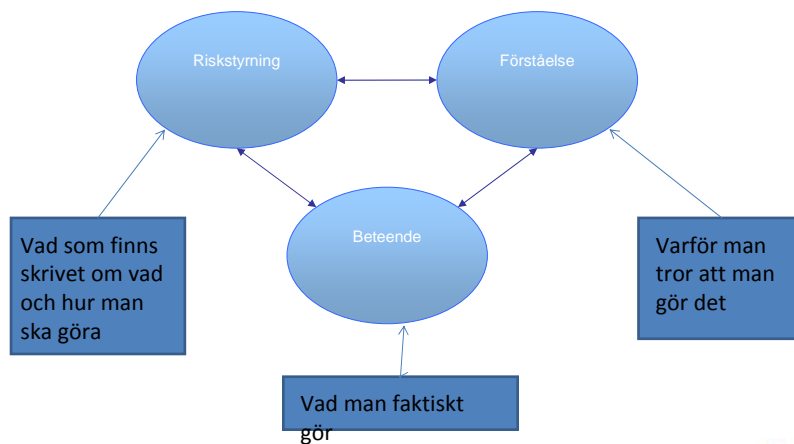 Riskstyrning
Förståelse
Beteende
Vad som finns
skrivet om vad
och hur man
ska göra
Varför man
tror att man
gör det
Vad man faktiskt
gör